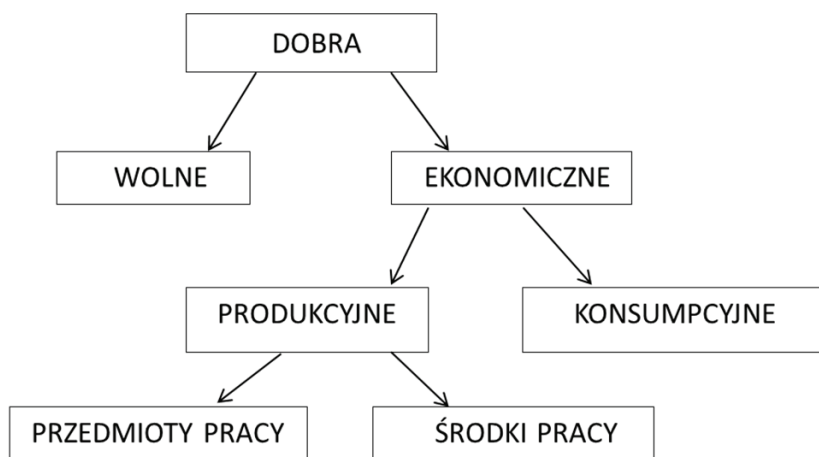 DOBRA
WOLNE
EKONOMICZNE
PRODUKCYJNE
KONSUMPCYJNE
PRZEDMIOTY PRACY
ŚRODKI PRACY